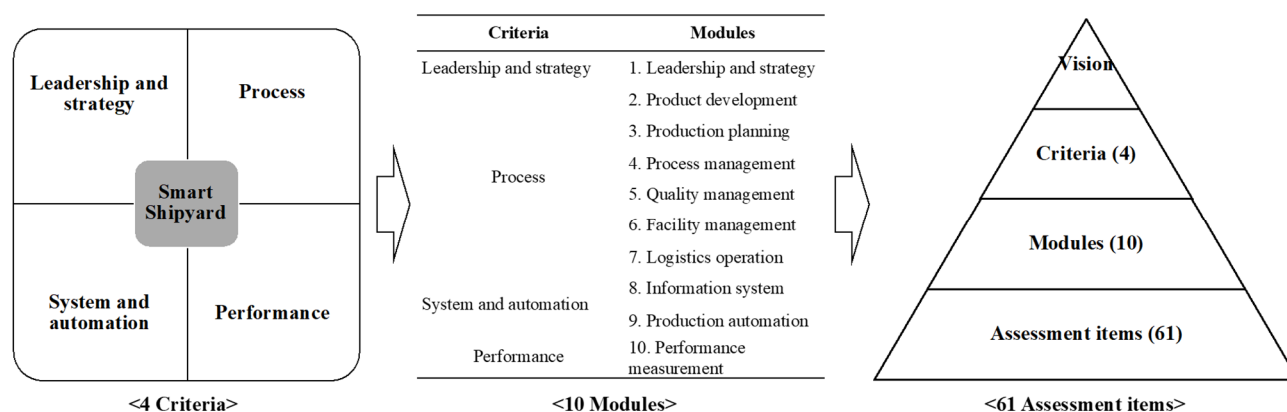 Leadership and
strategy
Process
Smart
Shipyard
System and
automation
Performance
<4 Criteria>
Criteria Modules
Leadership and strategy 1. Leadership and strategy
2. Product development
3. Production planning
Process 4. Process management
5. Quality management
6. Facility management
7. Logistics operation
System and automation 8. Information system
9. Production automation
Performance 10. Performance
measurement
<10 Modules>
Vision
Criteria (4)
Modules (10)
Assessment items (61)
<61 Assessment items>